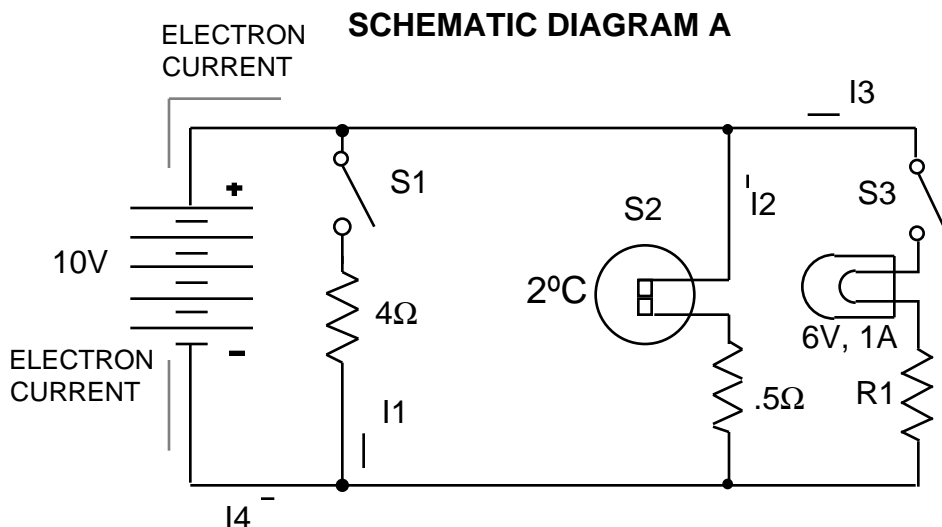 SCHEMATIC DIAGRAM A
ELECTRON
CURRENT
I3
S1
+
S3
I2
S2
10V
2ºC
4Ω
6V, 1A
–
ELECTRON
CURRENT
.5Ω
R1
I1
I4